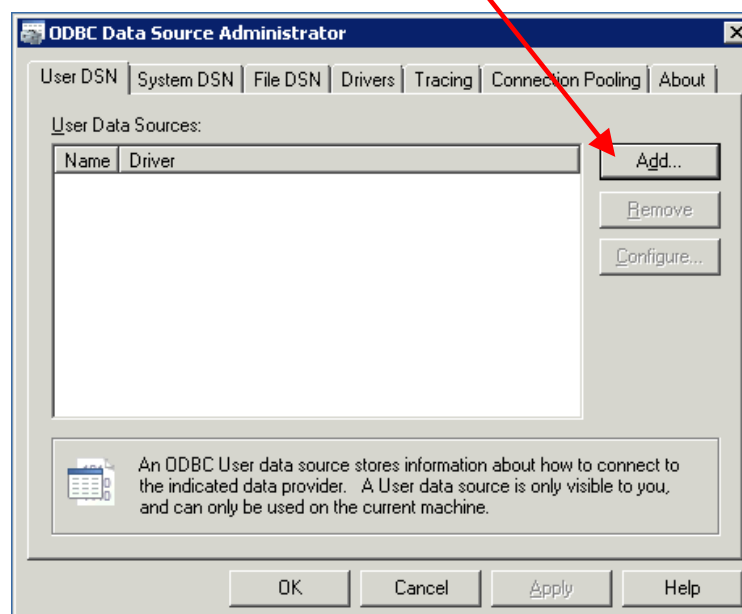 ODBC Data Source Administrator
User DSN System DSN File DSN Drivers Tracing Connection Pooling About
User Data Sources:
Name Driver
Add...
Remove
Configure...
An ODBC User data source stores information about how to connect to
the indicated data provider. A User data source is only visible to you,
and can only be used on the current machine.
OK Cancel Apply Help